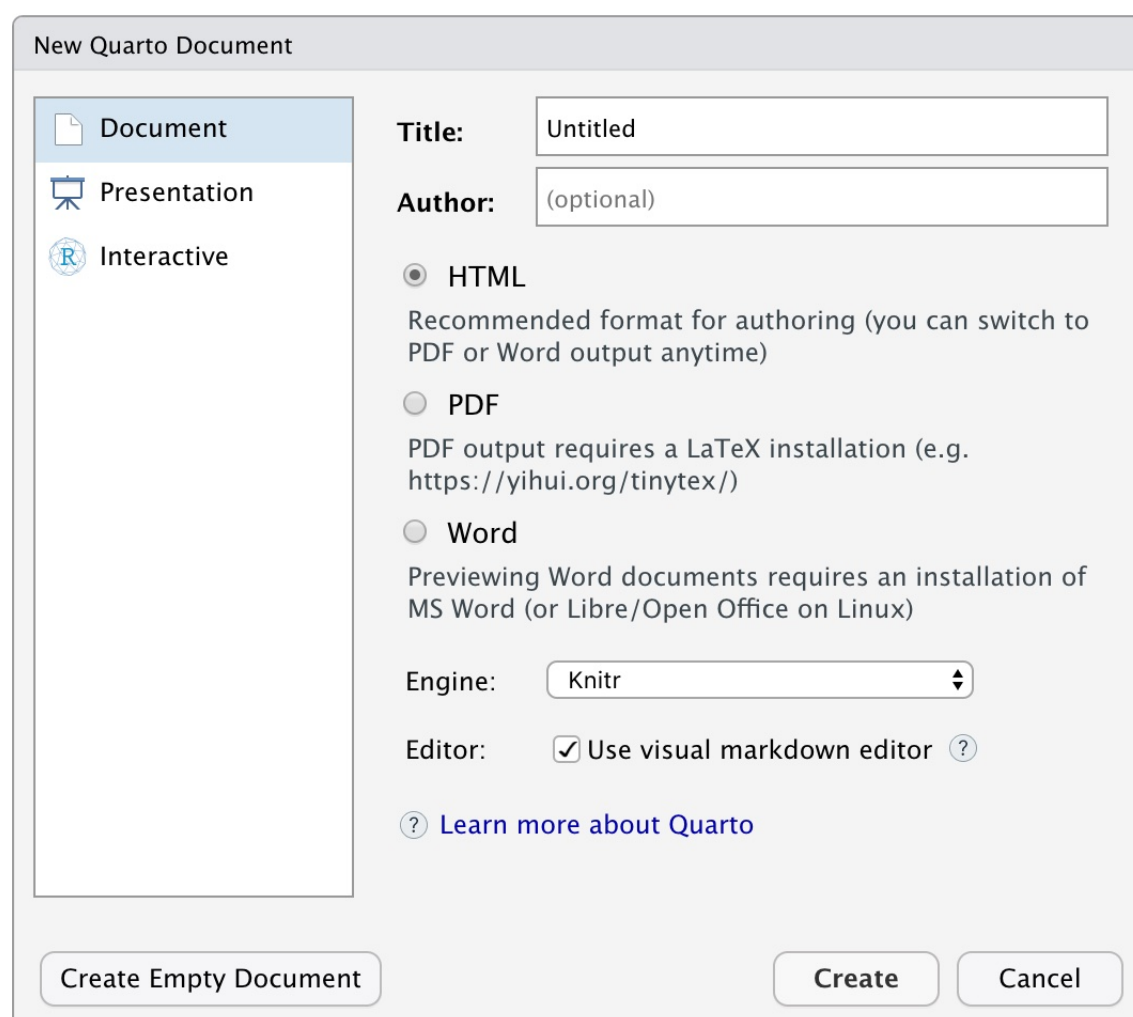 New Quarto Document
Document
Presentation
R Interactive
Title: Untitled
Author: (optional)
HTML
Recommended format for authoring (you can switch to
PDF or Word output anytime)
PDF
PDF output requires a LaTeX installation (e.g.
https://yihui.org/tinytex/)
Word
Previewing Word documents requires an installation of
MS Word (or Libre/Open Office on Linux)
Engine: Knitr
Editor: Use visual markdown editor ?
? Learn more about Quarto
Create Empty Document Create Cancel